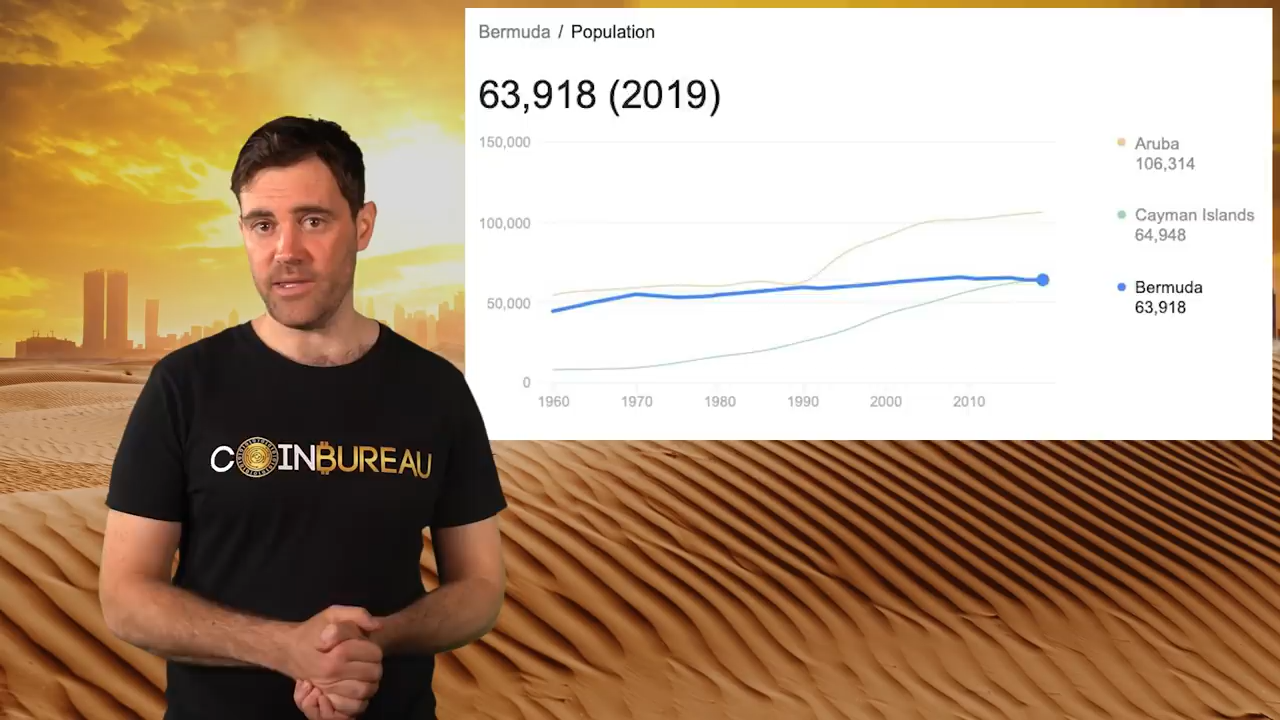 Bermuda / Population
63,918 (2019)
150,000
100,000
50,000
0
1960 1970 1980 1990 2000 2010
Aruba
106,314
Cayman Islands
64,948
Bermuda
63,918
COINBUREAU